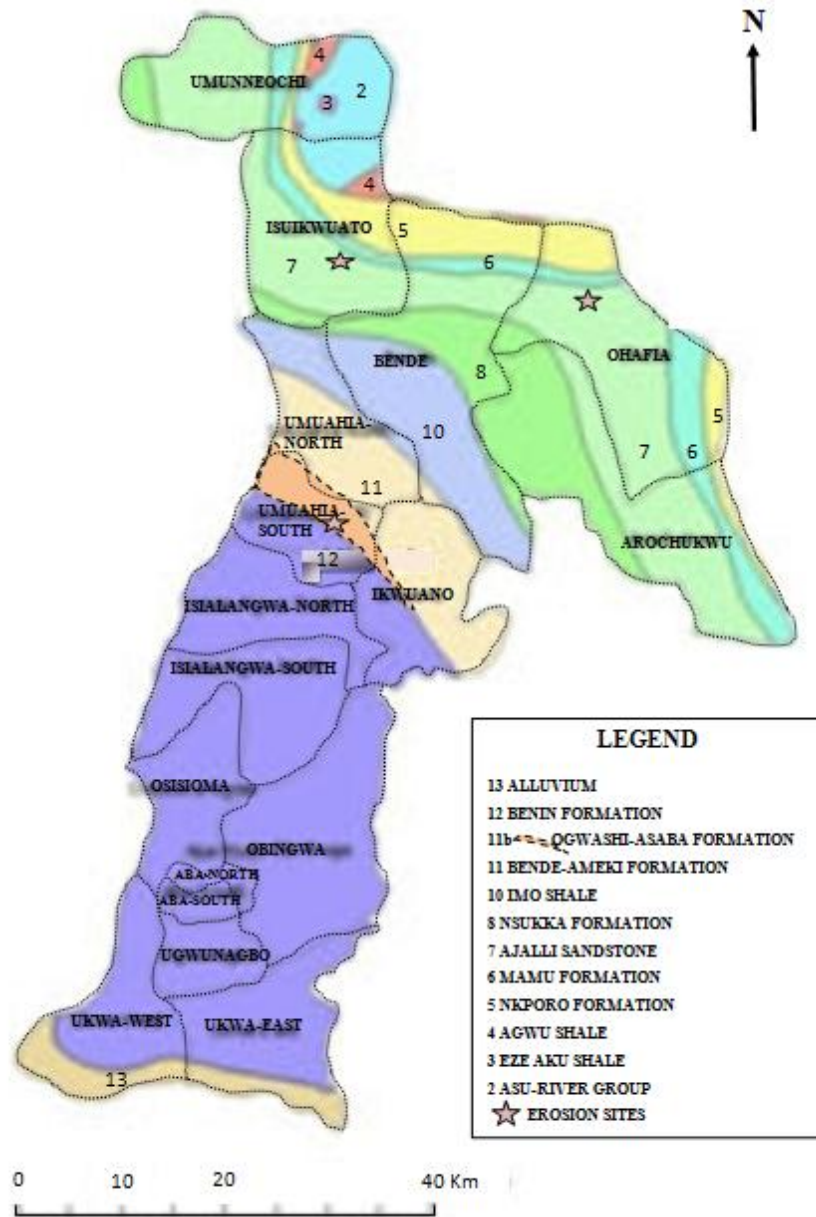 N
4
UMUNNEOCHI
2
3
4
ISUIKWUATO
5
7
6
BENDE
OHAFIA
8
5
UMUAHIA-
NORTH
10
7
6
11
UMUAHIA-
SOUTH
AROCHUKWU
12
IKWUANO
ISIALANGWA-NORTH
ISIALANGWA-SOUTH
OSISIOMA
OBINGWA
ABA-NORTH
ABA-SOUTH
UGWUNAGBO
UKWA-WEST
UKWA-EAST
13
LEGEND
13 ALLUVIUM
12 BENIN FORMATION
11b OGWASHI-ASABA FORMATION
11 BENDE-AMEKI FORMATION
10 IMO SHALE
8 NSUKKA FORMATION
7 AJALLI SANDSTONE
6 MAMU FORMATION
5 NKPORO FORMATION
4 AGWU SHALE
3 EZE AKU SHALE
2 ASU-RIVER GROUP
EROSION SITES
0 10 20 40 Km